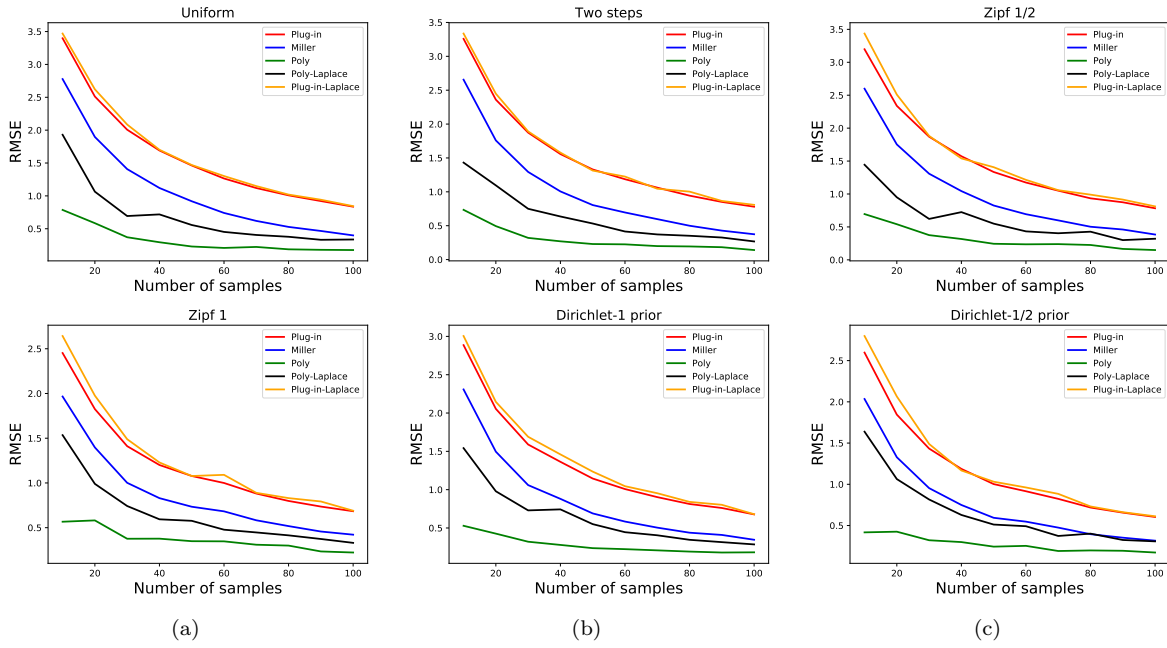 Uniform
3.5
3.0
2.5
2.0
1.5
1.0
0.5
RMSE
20 40 60 80 100
Number of samples
Plug-in
Miller
Poly
Poly-Laplace
Plug-in-Laplace
Two steps
3.5
3.0
2.5
2.0
1.5
1.0
0.5
0.0
RMSE
20 40 60 80 100
Number of samples
Plug-in
Miller
Poly
Poly-Laplace
Plug-in-Laplace
Zipf 1/2
3.5
3.0
2.5
2.0
1.5
1.0
0.5
0.0
RMSE
20 40 60 80 100
Number of samples
Plug-in
Miller
Poly
Poly-Laplace
Plug-in-Laplace
Zipf 1
2.5
2.0
1.5
1.0
0.5
RMSE
20 40 60 80 100
Number of samples
Plug-in
Miller
Poly
Poly-Laplace
Plug-in-Laplace
Dirichlet-1 prior
3.0
2.5
2.0
1.5
1.0
0.5
RMSE
20 40 60 80 100
Number of samples
Plug-in
Miller
Poly
Poly-Laplace
Plug-in-Laplace
Dirichlet-1/2 prior
2.5
2.0
1.5
1.0
0.5
RMSE
20 40 60 80 100
Number of samples
Plug-in
Miller
Poly
Poly-Laplace
Plug-in-Laplace
(a)
(b)
(c)